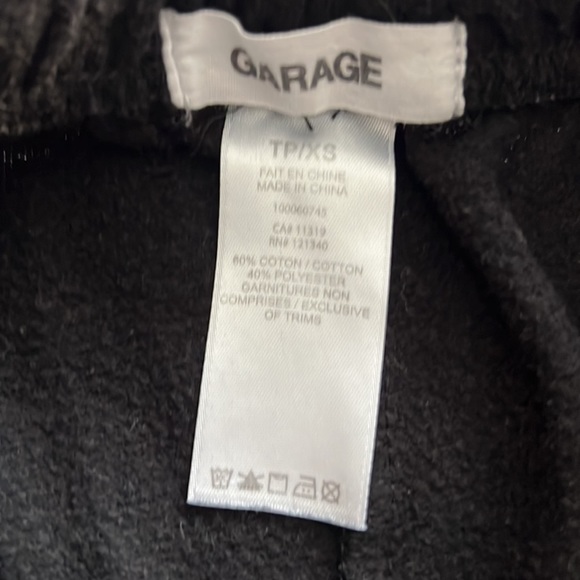 GARAGE
TP/XS
FAIT EN CHINE
MADE IN CHINA
100060745
CA# 11319
RN# 121340
60% COTON / COTTON
40% POLYESTER
GARNITURES NON
COMPRISES / EXCLUSIVE
OF TRIMS